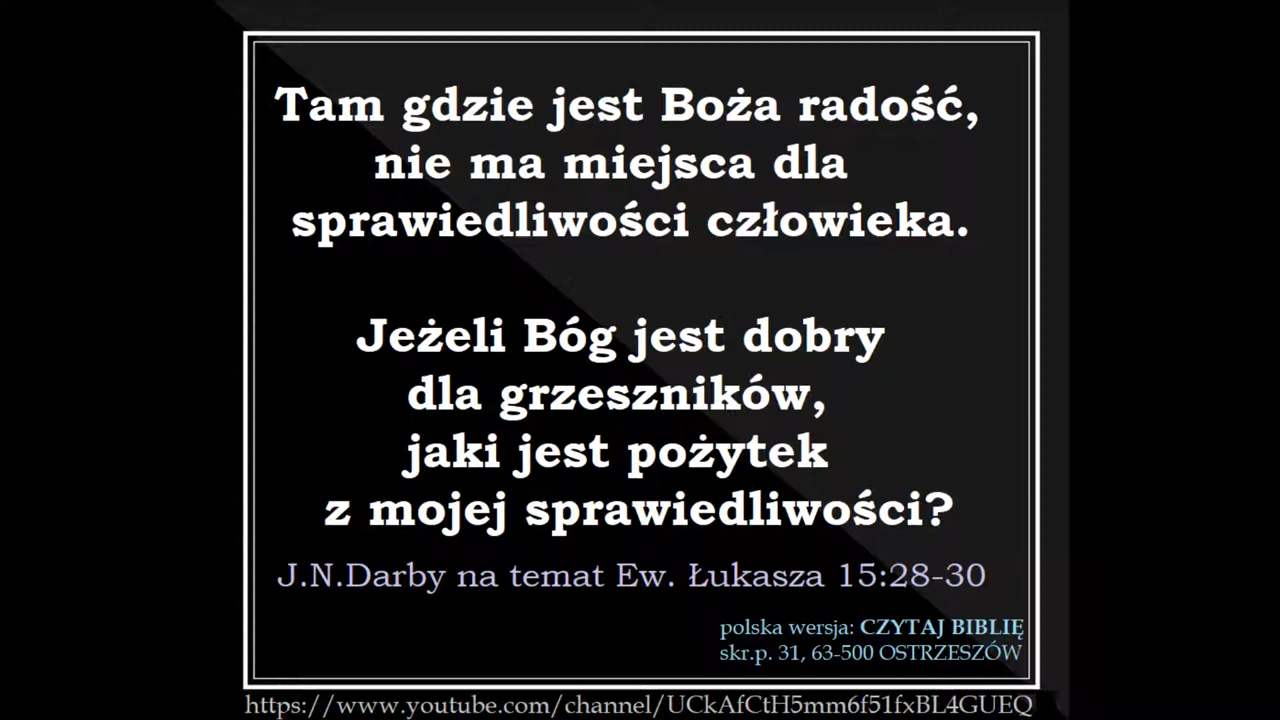 Tam gdzie jest Boża radość,
nie ma miejsca dla
sprawiedliwości człowieka.
Jeżeli Bóg jest dobry
dla grzeszników,
jaki jest pożytek
z mojej sprawiedliwości?
J.N.Darby na temat Ew. Łukasza 15:28-30
polska wersja: CZYTAJ BIBLIĘ
skr.p. 31, 63-500 OSTRZESZÓW
https://www.youtube.com/channel/UCkAfCtH5mm6f51fxBL4GUEQ